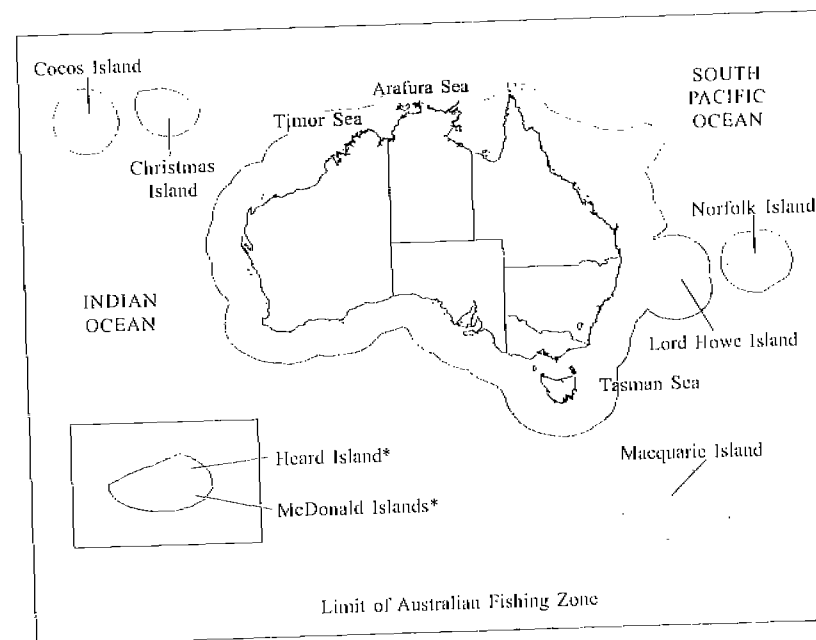 Cocos Island
Christmas
Island
Timor Sea
Arafura Sea
SOUTH
PACIFIC
OCEAN
Norfolk Island
INDIAN
OCEAN
Lord Howe Island
Tasman Sea
Heard Island*
McDonald Islands*
Macquarie Island
Limit of Australian Fishing Zone